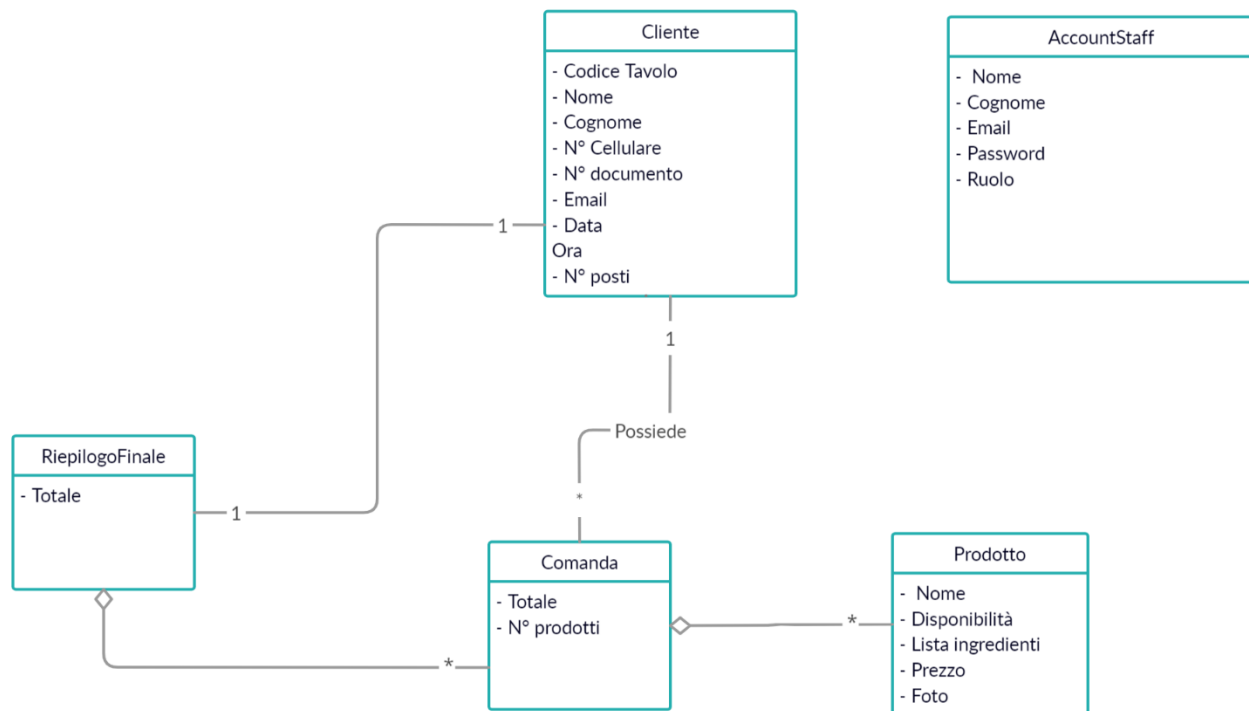 Cliente
- Codice Tavolo
- Nome
- Cognome
- N° Cellulare
- N° documento
- Email
- Data
Ora
- N° posti
AccountStaff
- Nome
- Cognome
- Email
- Password
- Ruolo
1
1
Possiede
*
RiepilogoFinale
- Totale
1
*
Comanda
- Totale
- N° prodotti
*
Prodotto
- Nome
- Disponibilità
- Lista ingredienti
- Prezzo
- Foto